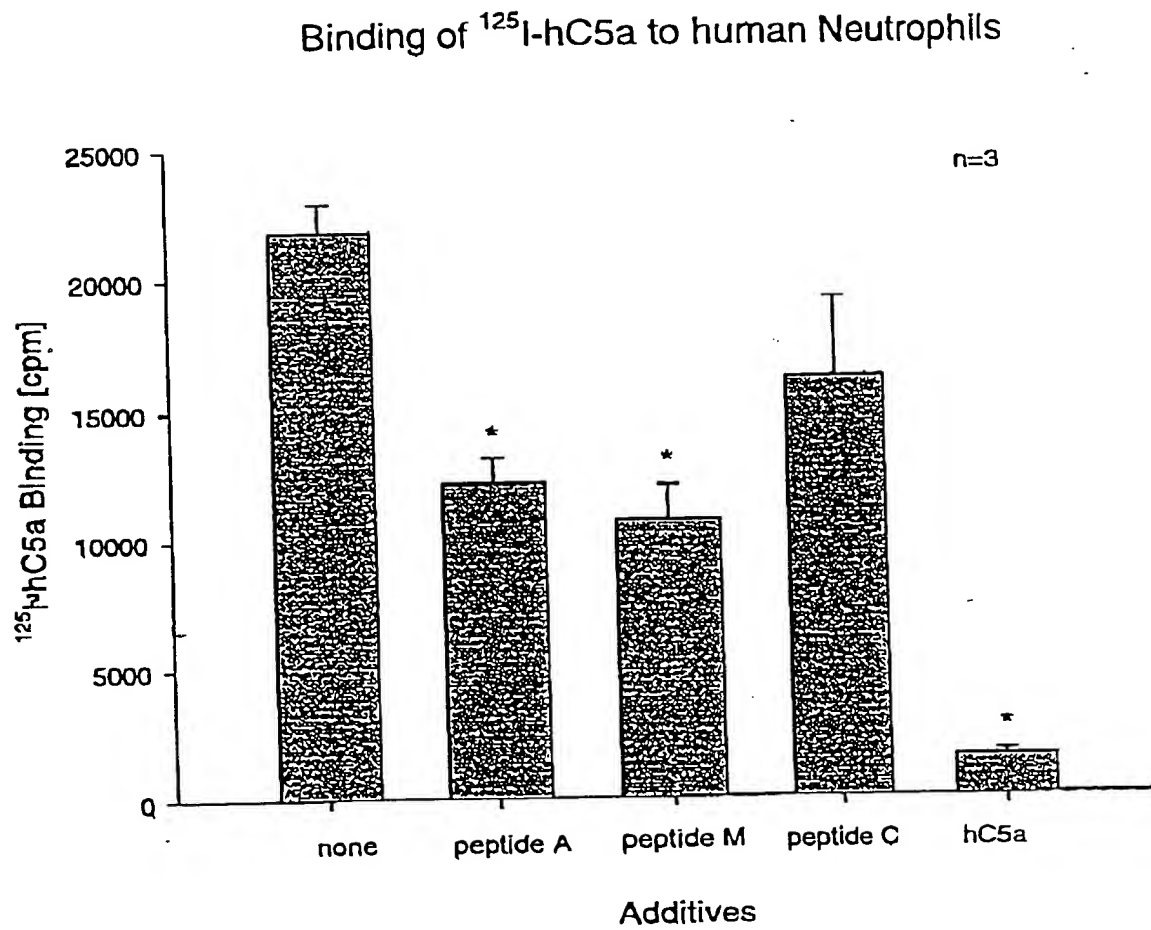 Binding of ¹²⁵I-hC5a to human Neutrophils
n=3
25000
20000
15000
10000
5000
0
¹²⁵I-hC5a Binding [cpm]
*
*
*
none peptide A peptide M peptide C hC5a
Additives